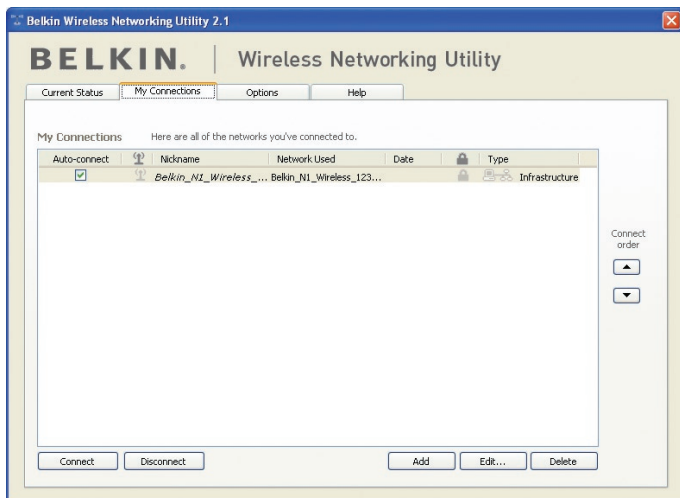 Belkin Wireless Networking Utility 2.1
BELKIN. | Wireless Networking Utility
Current Status My Connections Options Help
My Connections Here are all of the networks you've connected to.
Auto-connect Nickname Network Used Date Type
Belkin_N1_Wireless_... Belkin_N1_Wireless_123... Infrastructure
Connect
order
Connect Disconnect Add Edit... Delete